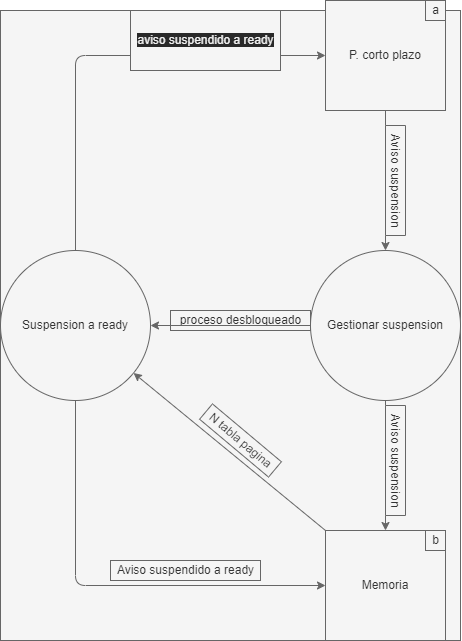 a
aviso suspendido a ready
P. corto plazo
Aviso suspension
Suspension a ready
proceso desbloqueado
Gestionar suspension
N tabla pagina
Aviso suspension
b
Aviso suspendido a ready
Memoria